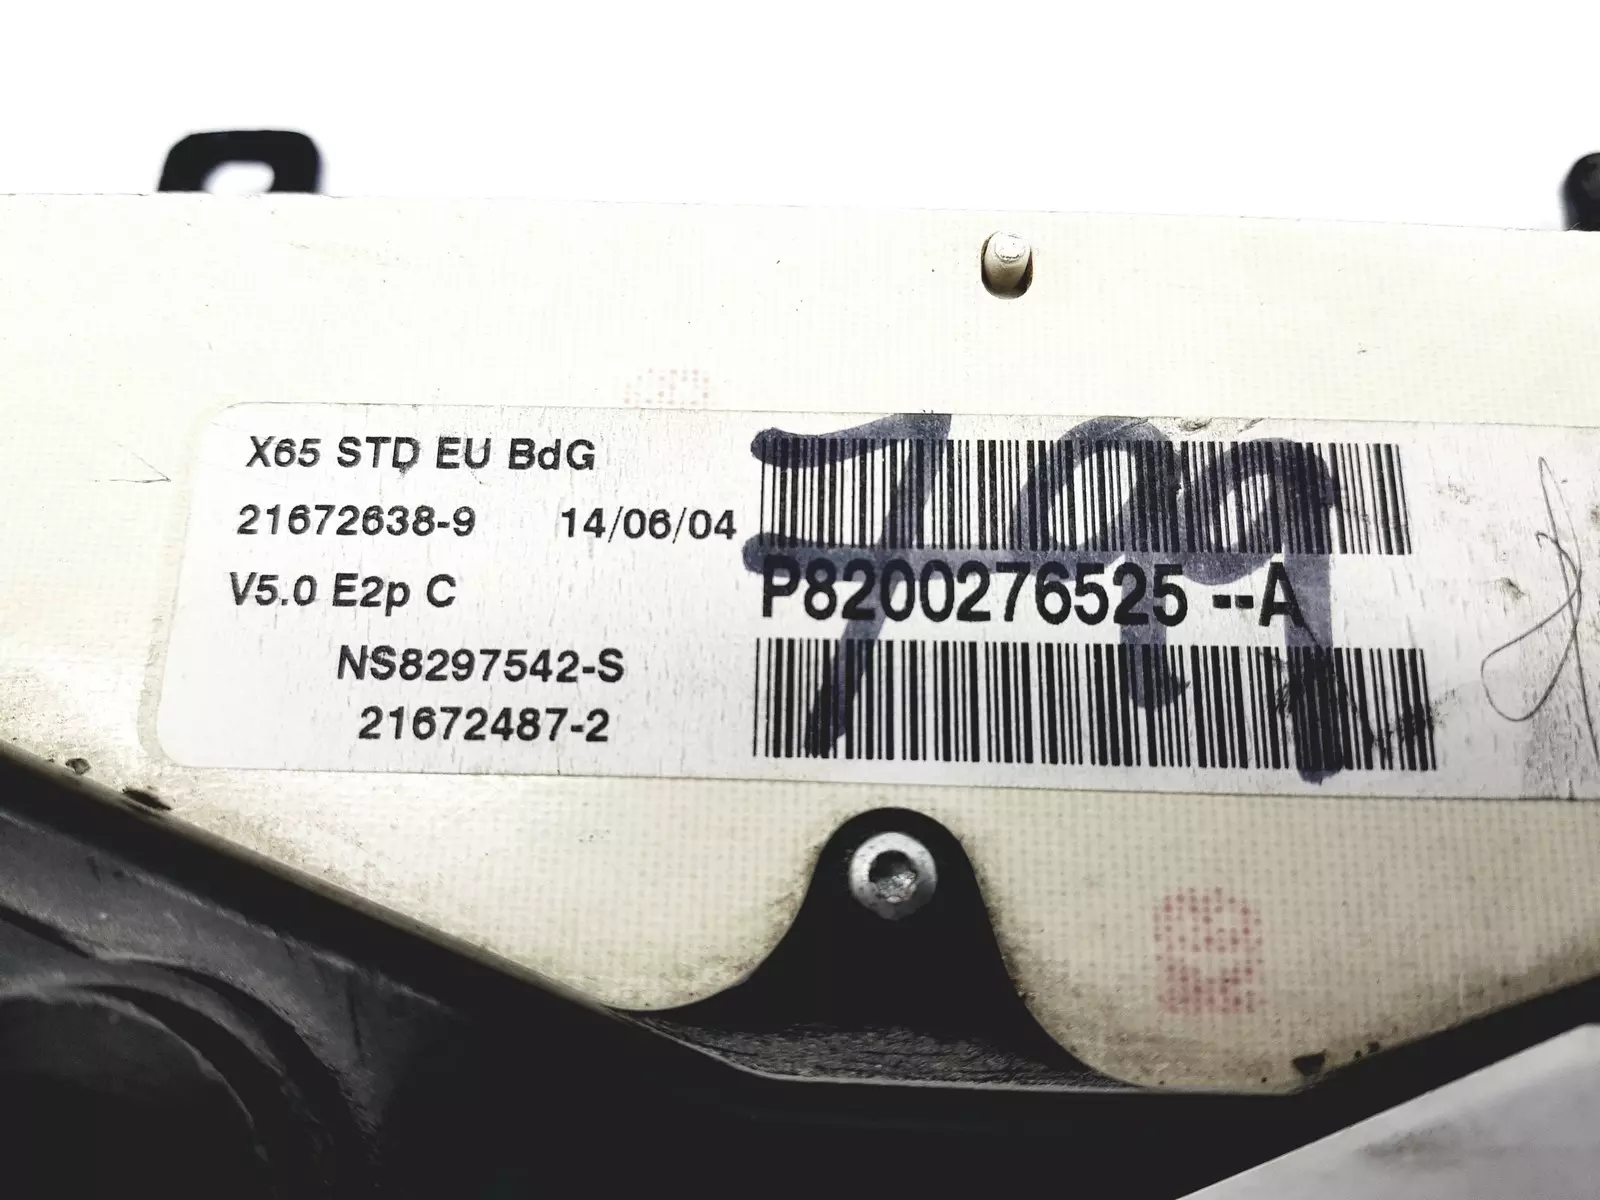 X65 STD EU BdG
21672638-9 14/06/04
V5.0 E2p C
NS8297542-S
21672487-2
P8200276525 --A